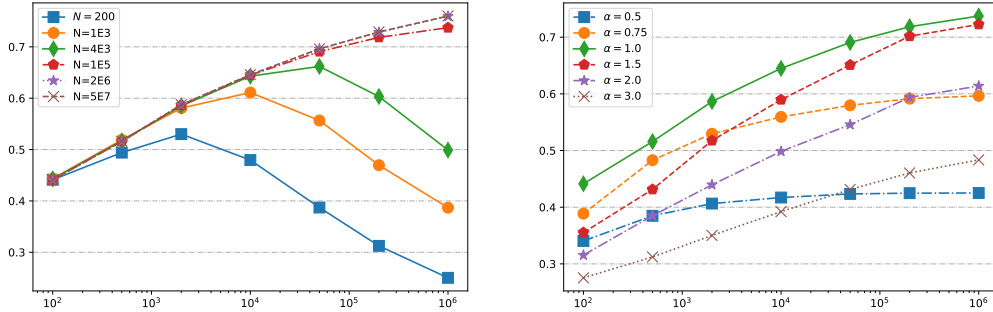 N = 200
N=1E3
N=4E3
N=1E5
N=2E6
N=5E7
0.7
0.6
0.5
0.4
0.3
10² 10³ 10⁴ 10⁵ 10⁶
α = 0.5
α = 0.75
α = 1.0
α = 1.5
α = 2.0
α = 3.0
0.7
0.6
0.5
0.4
0.3
10² 10³ 10⁴ 10⁵ 10⁶